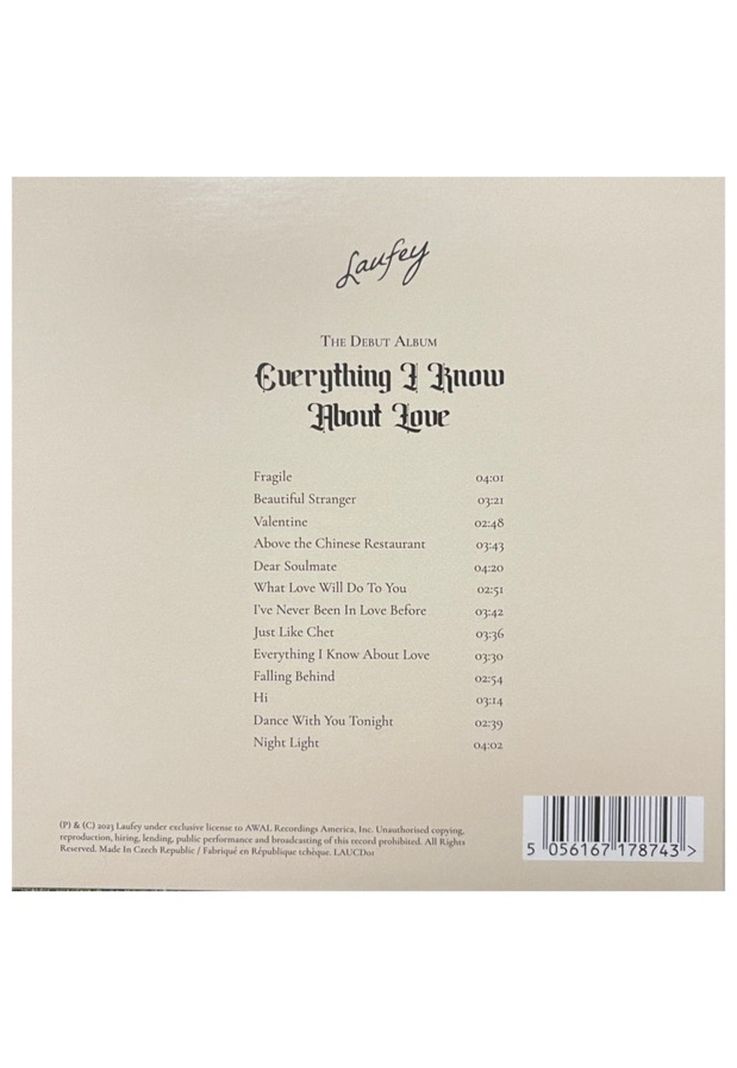 Laufey
The Debut Album
Everything I Know
About Love
Fragile 04:01
Beautiful Stranger 03:21
Valentine 02:48
Above the Chinese Restaurant 03:43
Dear Soulmate 04:20
What Love Will Do To You 02:51
I've Never Been In Love Before 03:42
Just Like Chet 03:36
Everything I Know About Love 03:30
Falling Behind 02:54
Hi 03:14
Dance With You Tonight 02:39
Night Light 04:02
(P) & (C) 2023 Laufey under exclusive license to AWAL Recordings America, Inc. Unauthorised copying,
reproduction, hiring, lending, public performance and broadcasting of this record prohibited. All Rights
Reserved. Made In Czech Republic / Fabriqué en République tchèque. LAUCD01
5 056167 178743 >